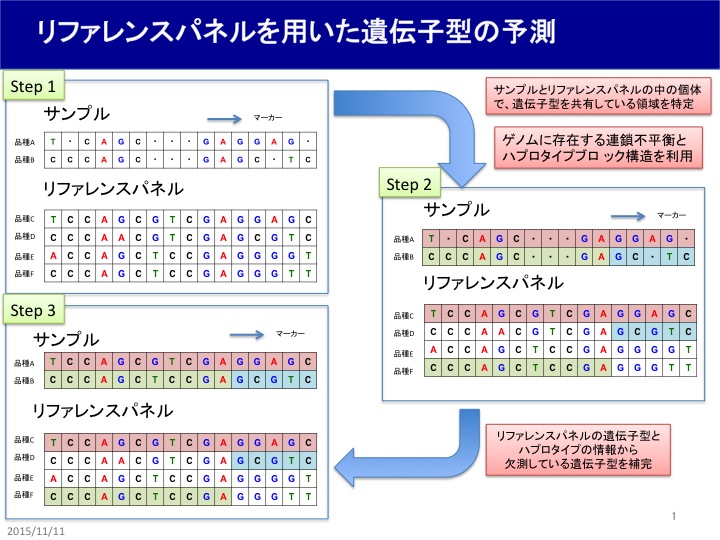 リファレンスパネルを用いた遺伝子型の予測
Step 1
サンプル
マーカー
品種A T ・ C A G C ・ ・ ・ G A G G A G ・
品種B C C C A G C ・ ・ ・ G A G C ・ T C
リファレンスパネル
品種C T C C A G C G T C G A G G A G C
品種D C C C A A C G T C G A G C G T C
品種E A C C A G C T C C G A G G G G T
品種F C C C A G C T C C G A G G G T T
サンプルとリファレンスパネルの中の個体
で、遺伝子型を共有している領域を特定
ゲノムに存在する連鎖不平衡と
ハプロタイプブロ ック構造を利用
Step 2
サンプル
マーカー
品種A T ・ C A G C ・ ・ ・ G A G G A G ・
品種B C C C A G C ・ ・ ・ G A G C ・ T C
リファレンスパネル
品種C T C C A G C G T C G A G G A G C
品種D C C C A A C G T C G A G C G T C
品種E A C C A G C T C C G A G G G G T
品種F C C C A G C T C C G A G G G T T
Step 3
サンプル
マーカー
品種A T C C A G C G T C G A G G A G C
品種B C C C A G C T C C G A G C G T C
リファレンスパネル
品種C T C C A G C G T C G A G G A G C
品種D C C C A A C G T C G A G C G T C
品種E A C C A G C T C C G A G G G G T
品種F C C C A G C T C C G A G G G T T
リファレンスパネルの遺伝子型と
ハプロタイプの情報から
欠測している遺伝子型を補完
2015/11/11
1